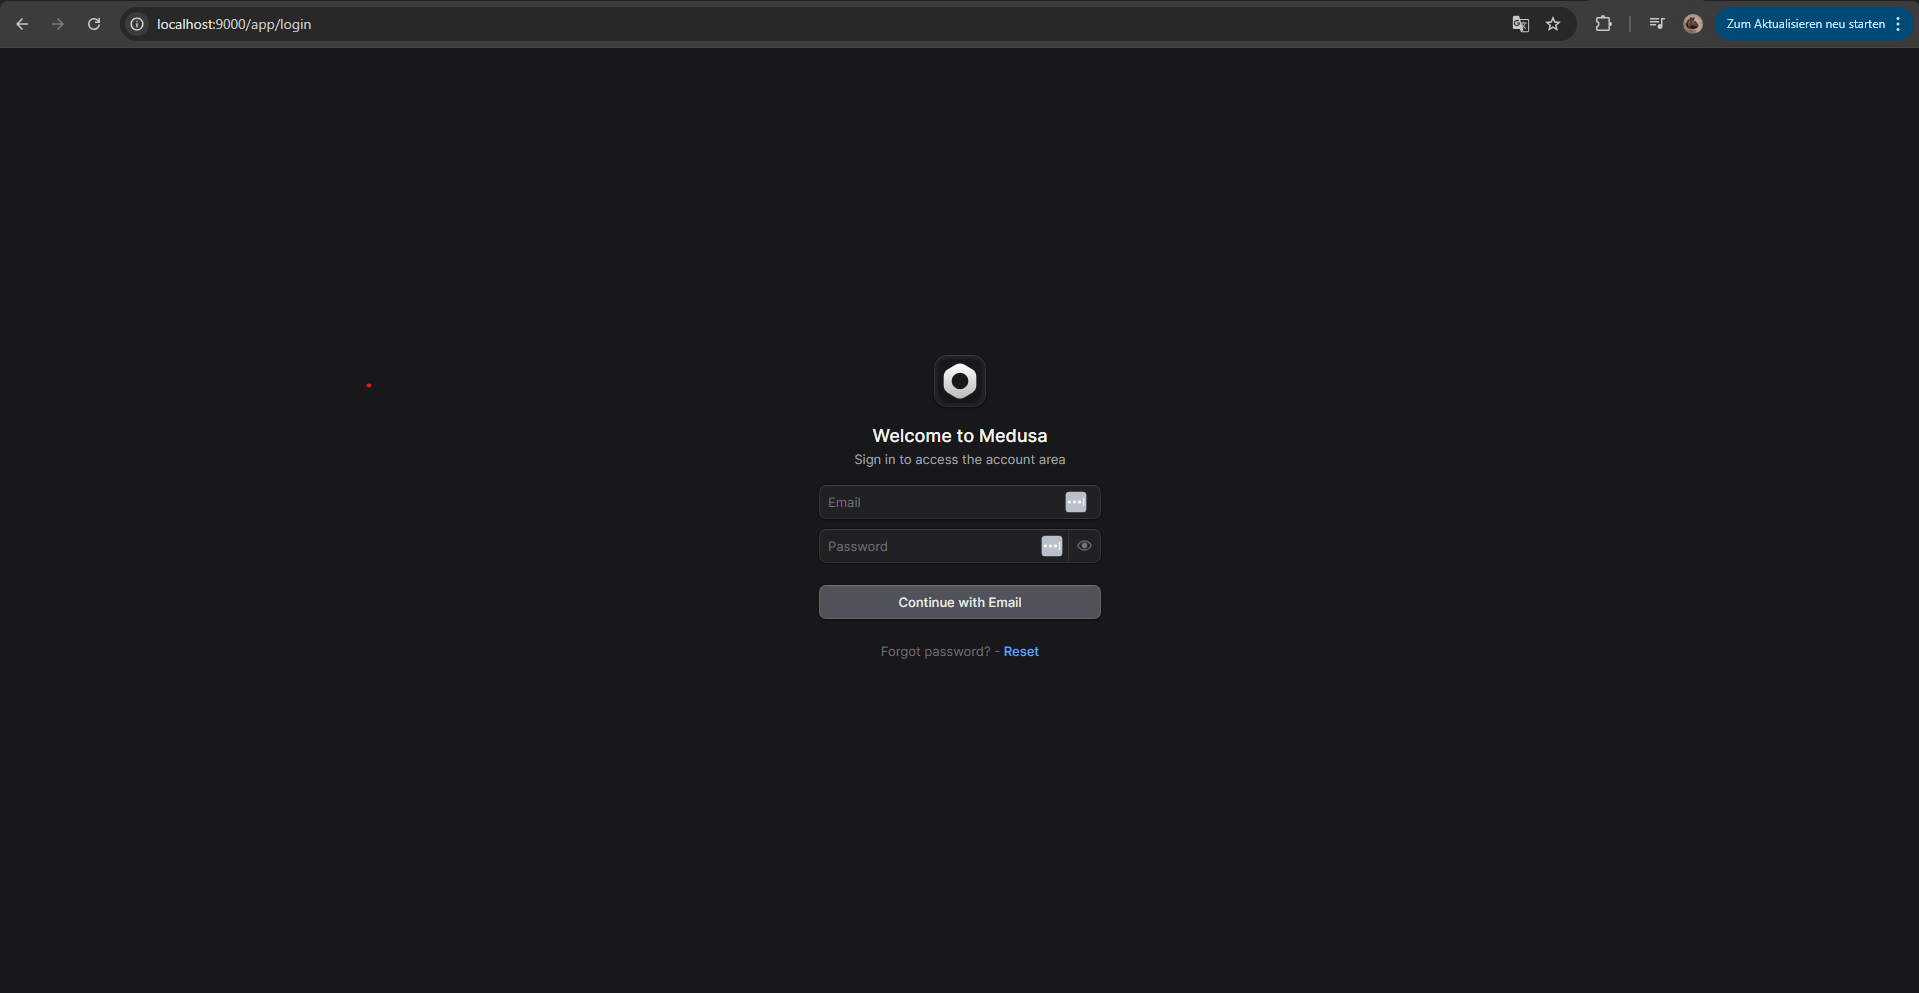 localhost:9000/app/login
Zum Aktualisieren neu starten
Welcome to Medusa
Sign in to access the account area
Email
Password
Continue with Email
Forgot password? - Reset